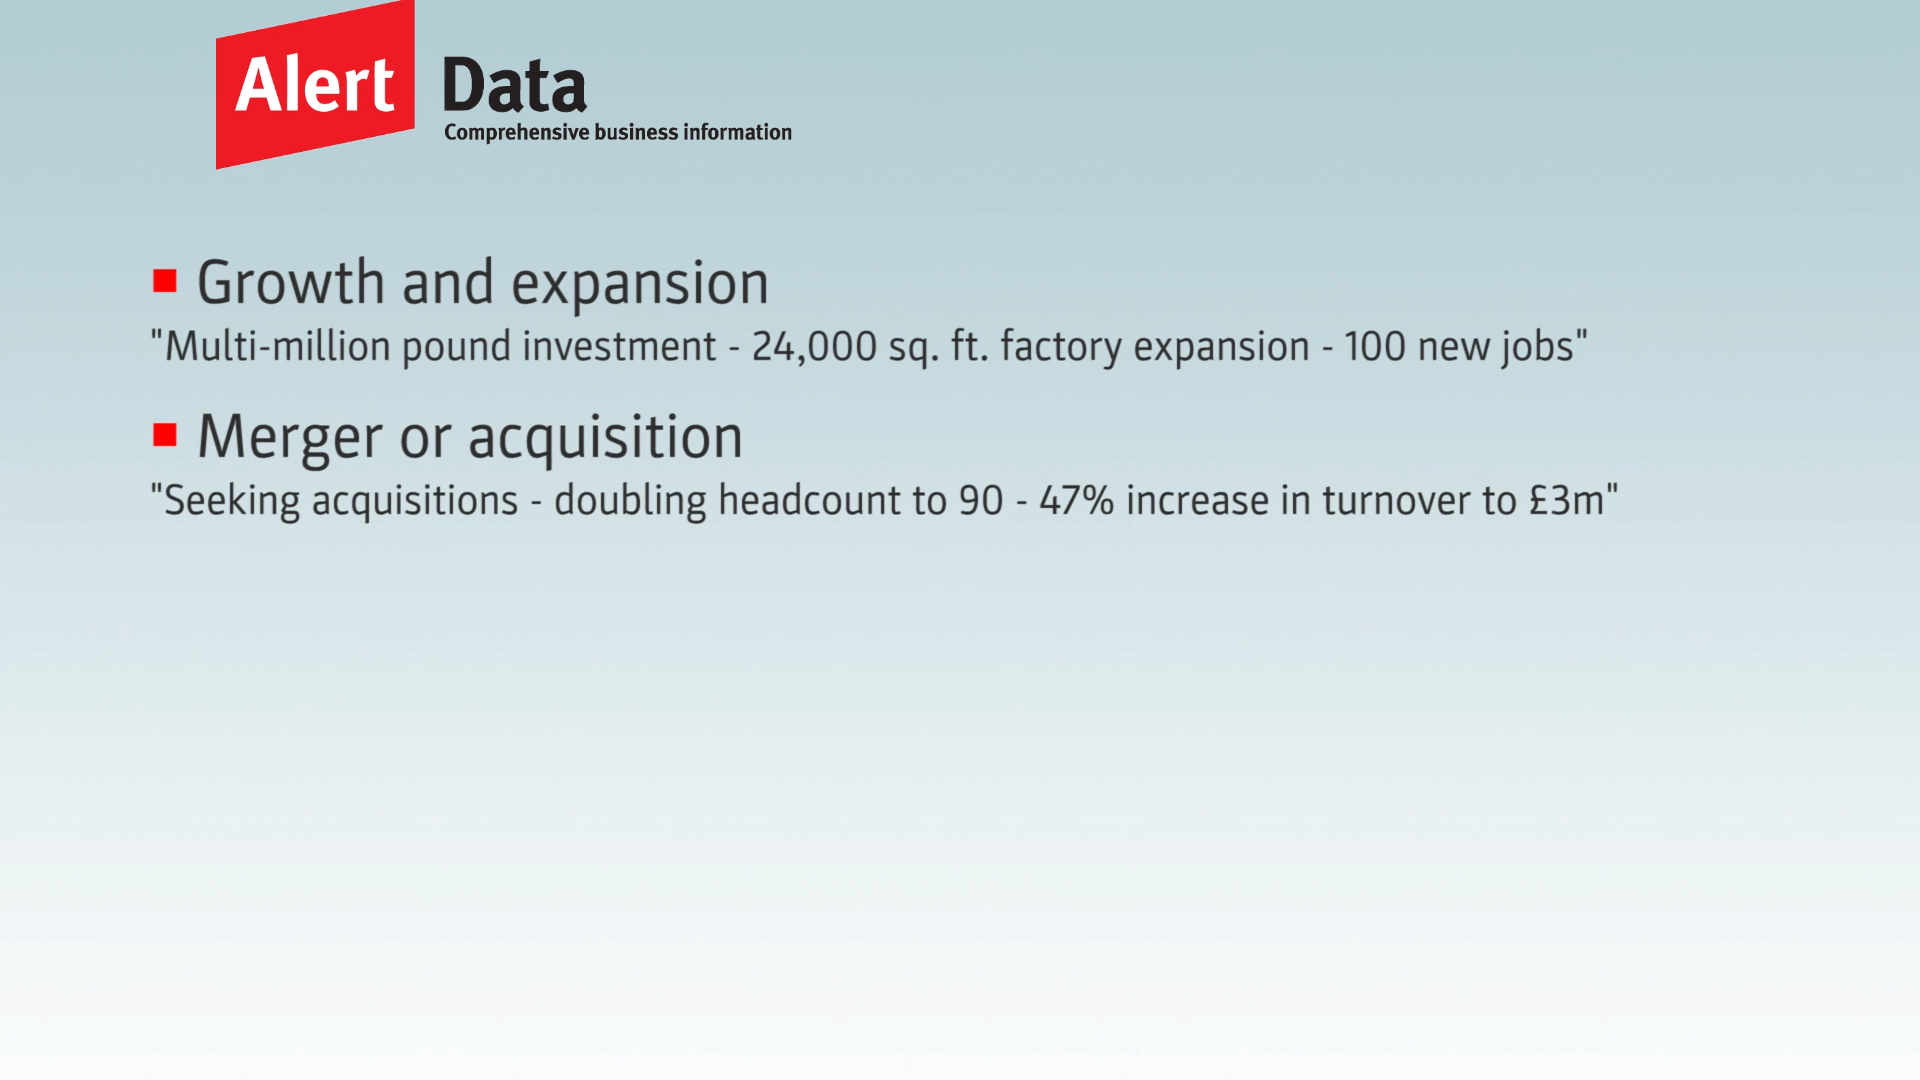 Alert Data
Comprehensive business information
Growth and expansion
"Multi-million pound investment - 24,000 sq. ft. factory expansion - 100 new jobs"
Merger or acquisition
"Seeking acquisitions - doubling headcount to 90 - 47% increase in turnover to £3m"